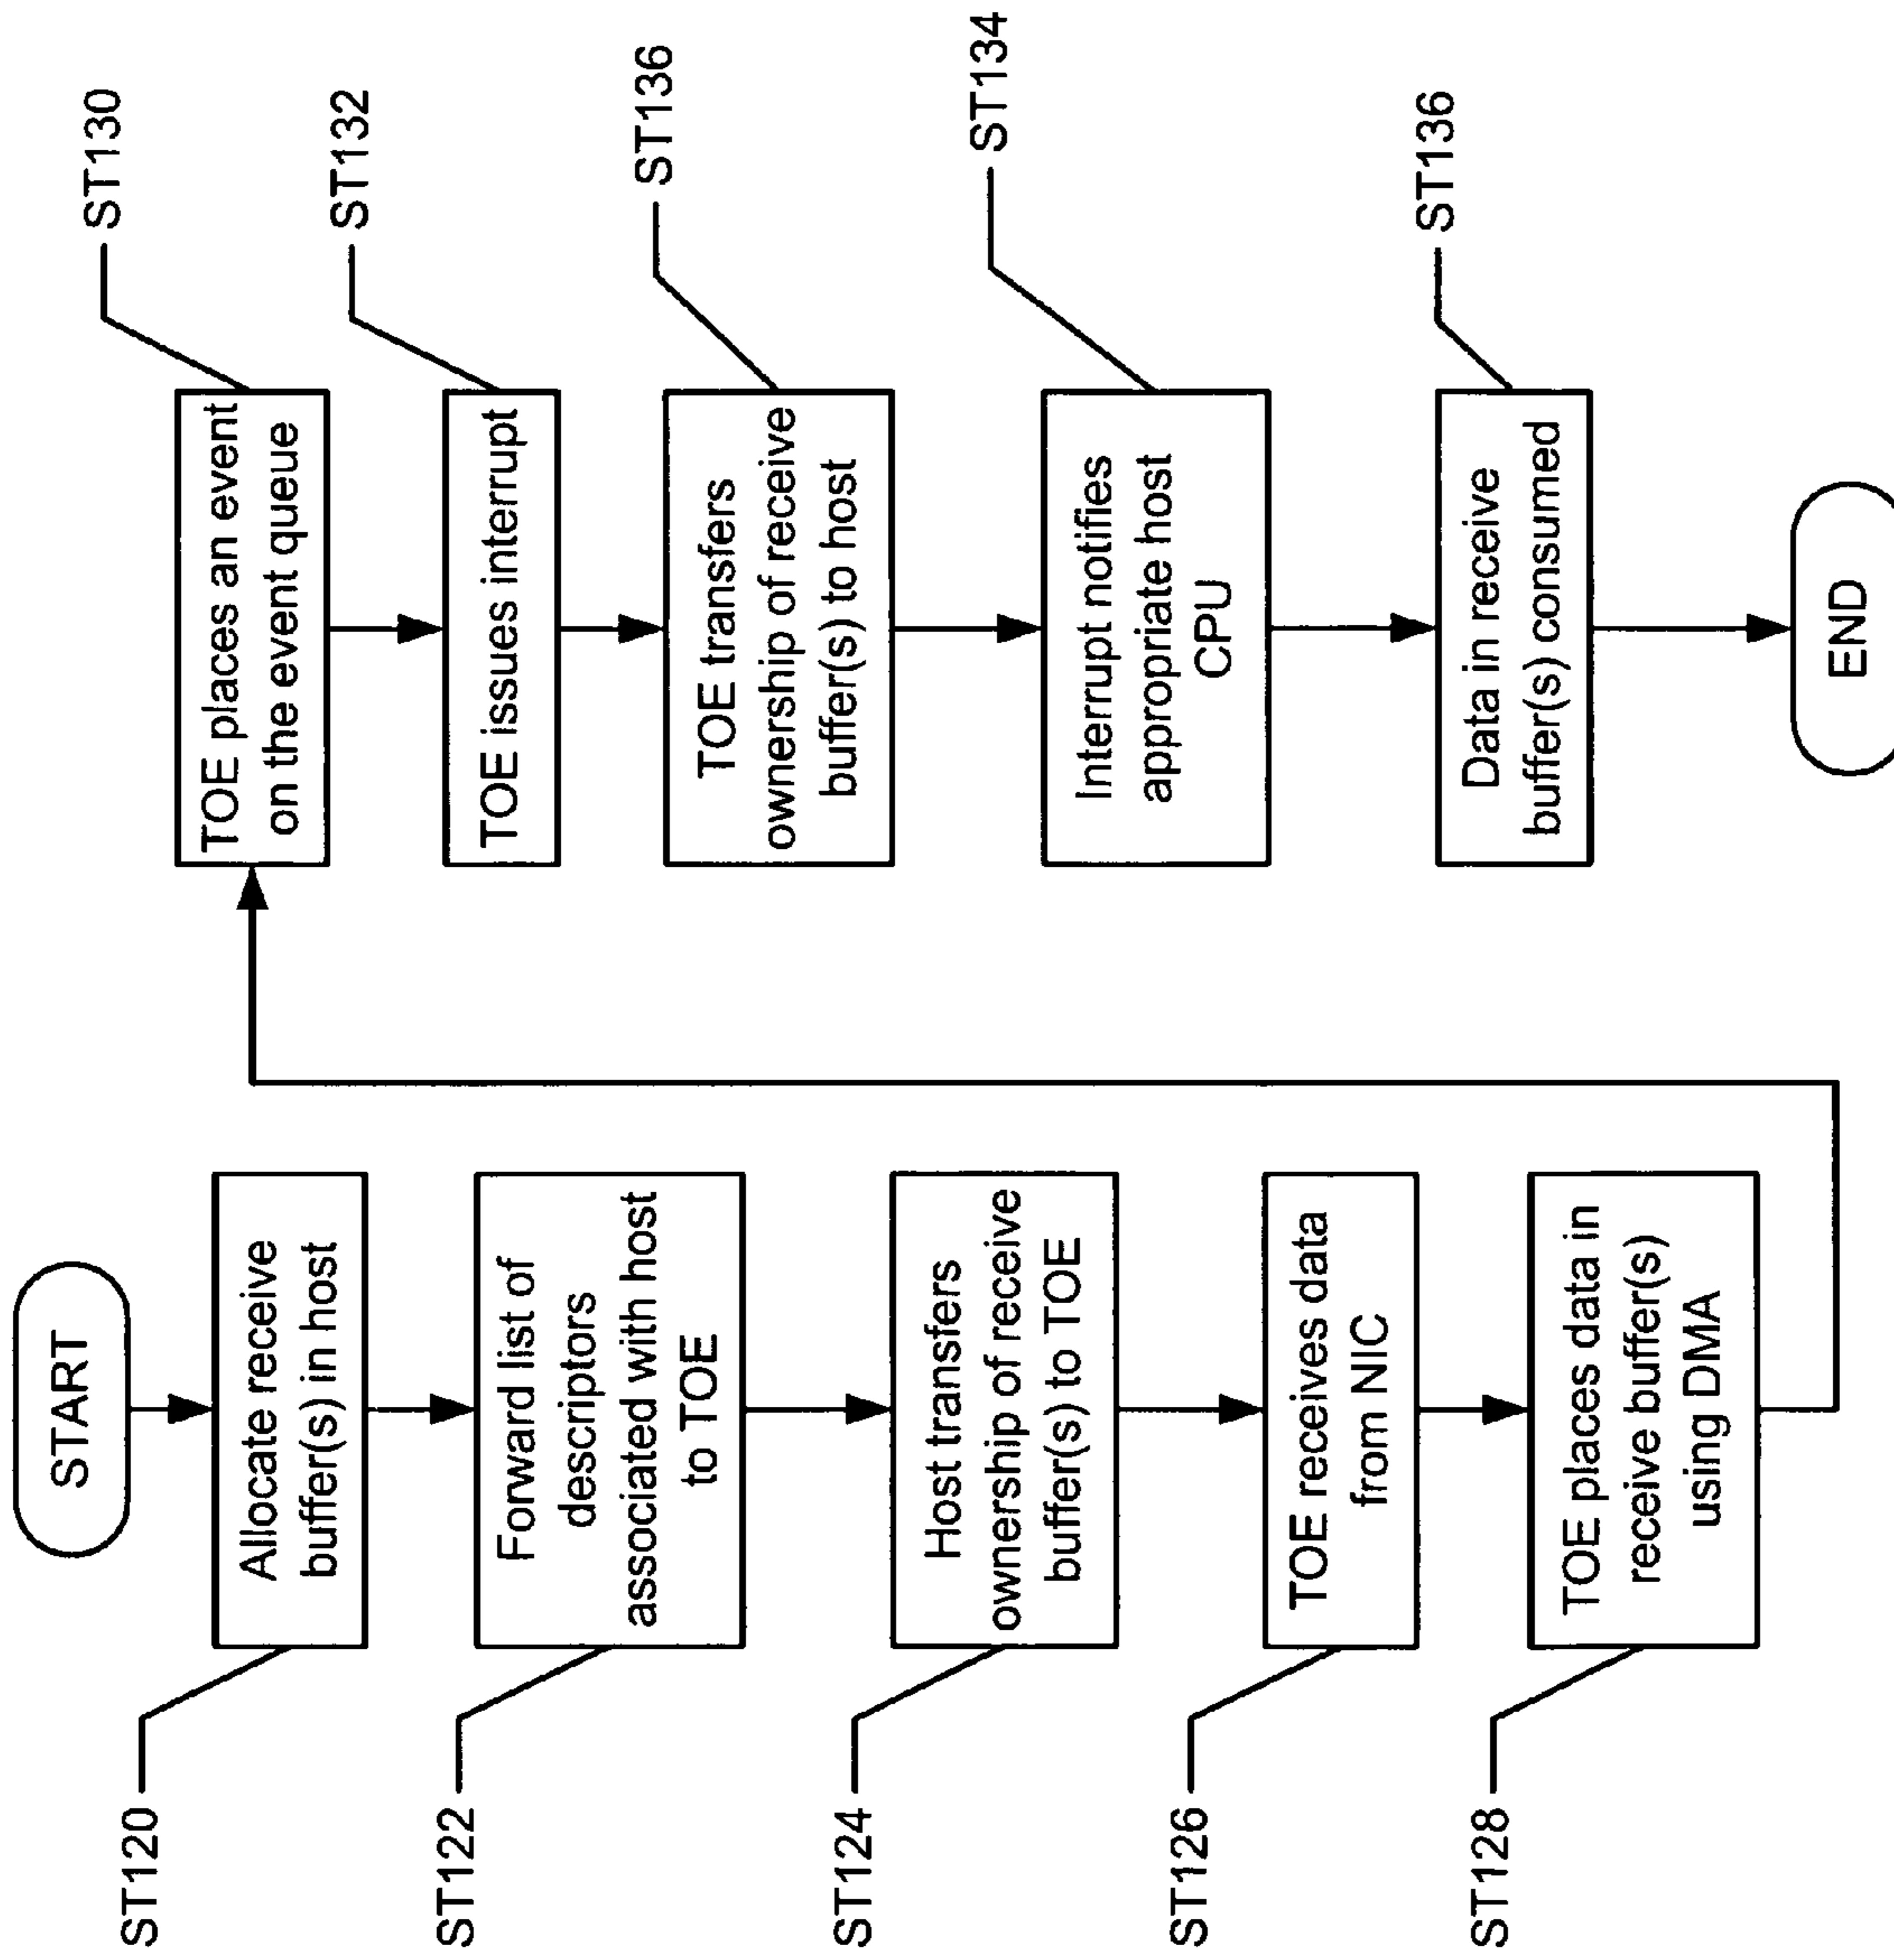 START
ST120
Allocate receive
buffer(s) in host
ST122
Forward list of
descriptors
associated with host
to TOE
ST124
Host transfers
ownership of receive
buffer(s) to TOE
ST126
TOE receives data
from NIC
ST128
TOE places data in
receive buffer(s)
using DMA
TOE places an event
on the event queue
ST130
TOE issues interrupt
ST132
TOE transfers
ownership of receive
buffer(s) to host
ST136
Interrupt notifies
appropriate host
CPU
ST134
Data in receive
buffer(s) consumed
ST136
END